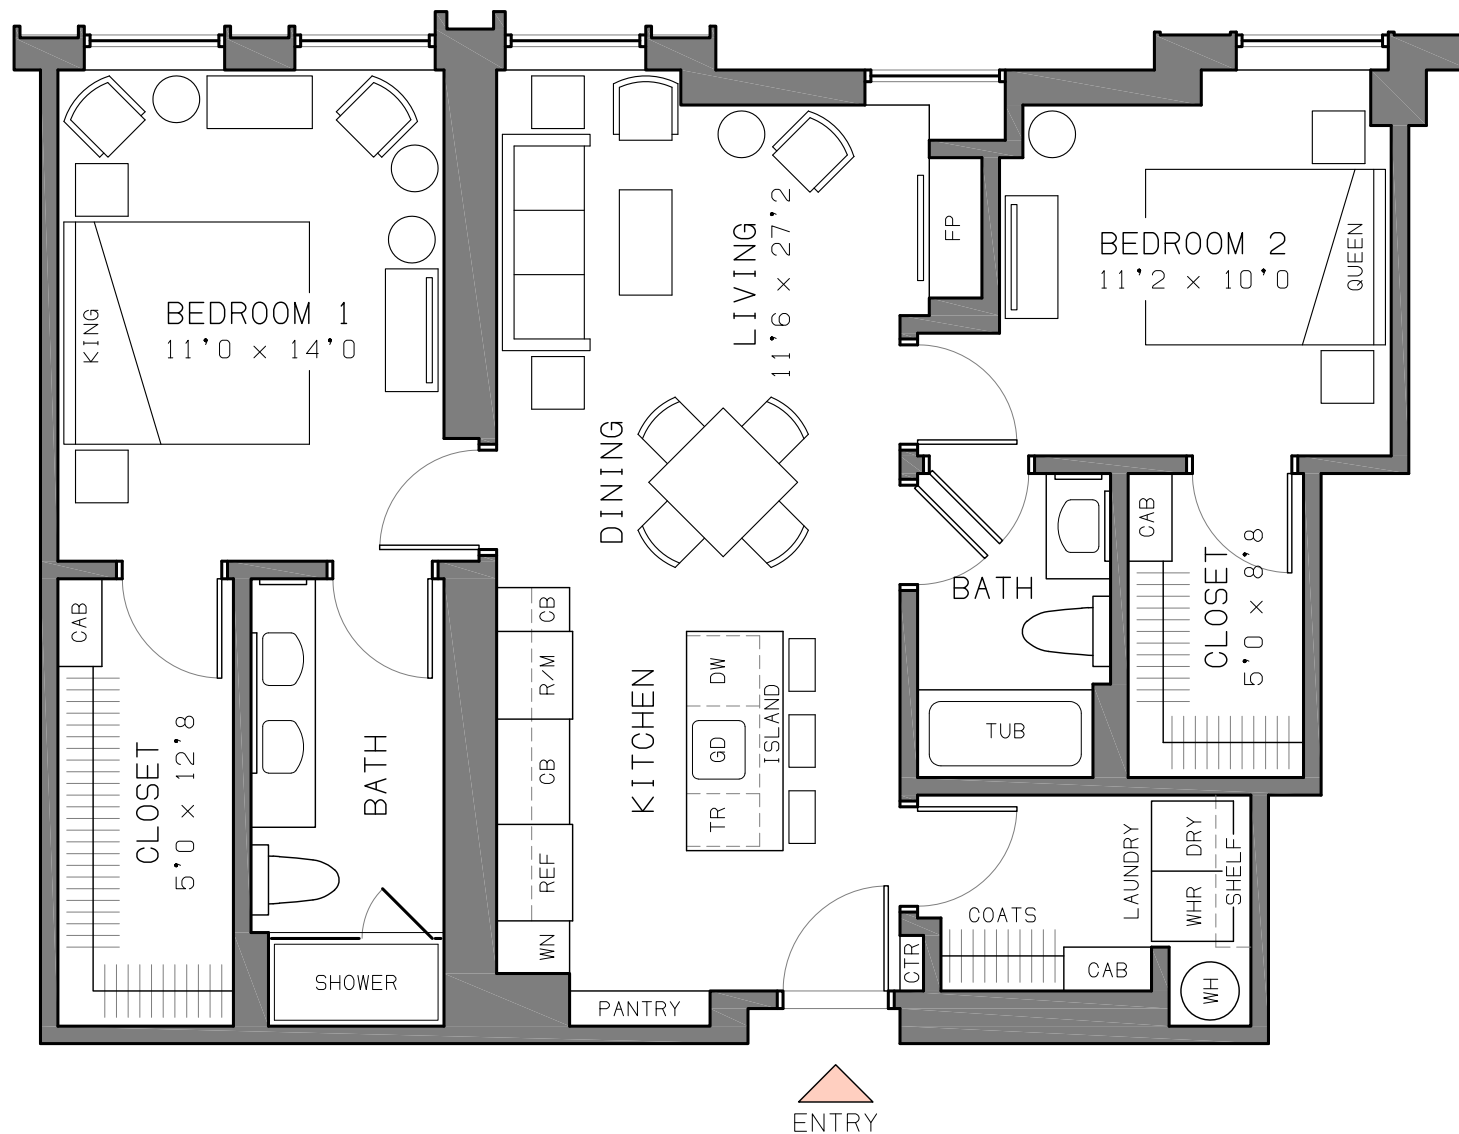 BEDROOM 1
11'0 x 14'0
KING
LIVING
11'6 x 27'2
FP
BEDROOM 2
11'2 x 10'0
QUEEN
DINING
BATH
CAB
CLOSET
5'0 x 8'8
TUB
CAB
CLOSET
5'0 x 12'8
BATH
SHOWER
CB
R/M
CB
REF
WN
KITCHEN
DW
GD
TR
ISLAND
PANTRY
LAUNDRY
DRY
WHR
SHELF
COATS
CTR
CAB
WH
ENTRY